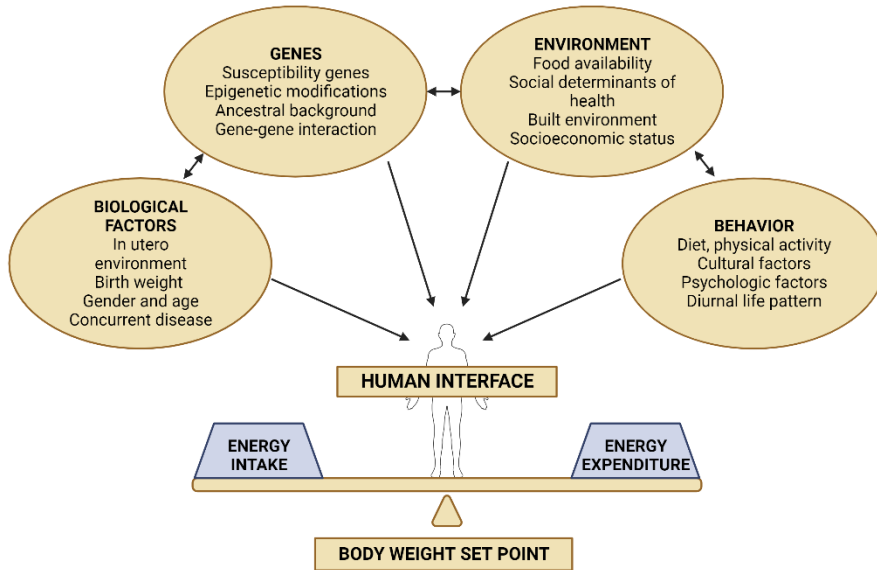 GENES
Susceptibility genes
Epigenetic modifications
Ancestral background
Gene-gene interaction
ENVIRONMENT
Food availability
Social determinants of
health
Built environment
Socioeconomic status
BIOLOGICAL
FACTORS
In utero
environment
Birth weight
Gender and age
Concurrent disease
BEHAVIOR
Diet, physical activity
Cultural factors
Psychologic factors
Diurnal life pattern
HUMAN INTERFACE
ENERGY
INTAKE
ENERGY
EXPENDITURE
BODY WEIGHT SET POINT